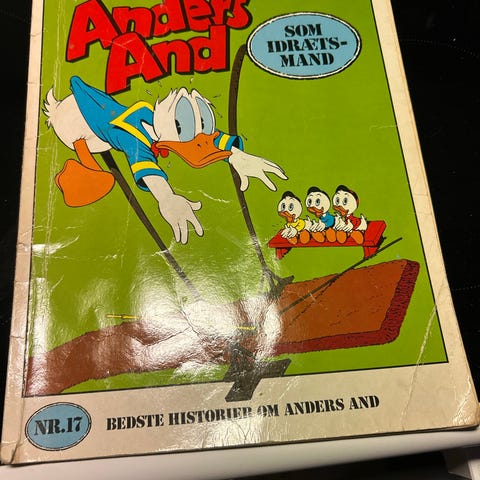 Anders
And
SOM
IDRÆTS-
MAND
NR.17
BEDSTE HISTORIER OM ANDERS AND